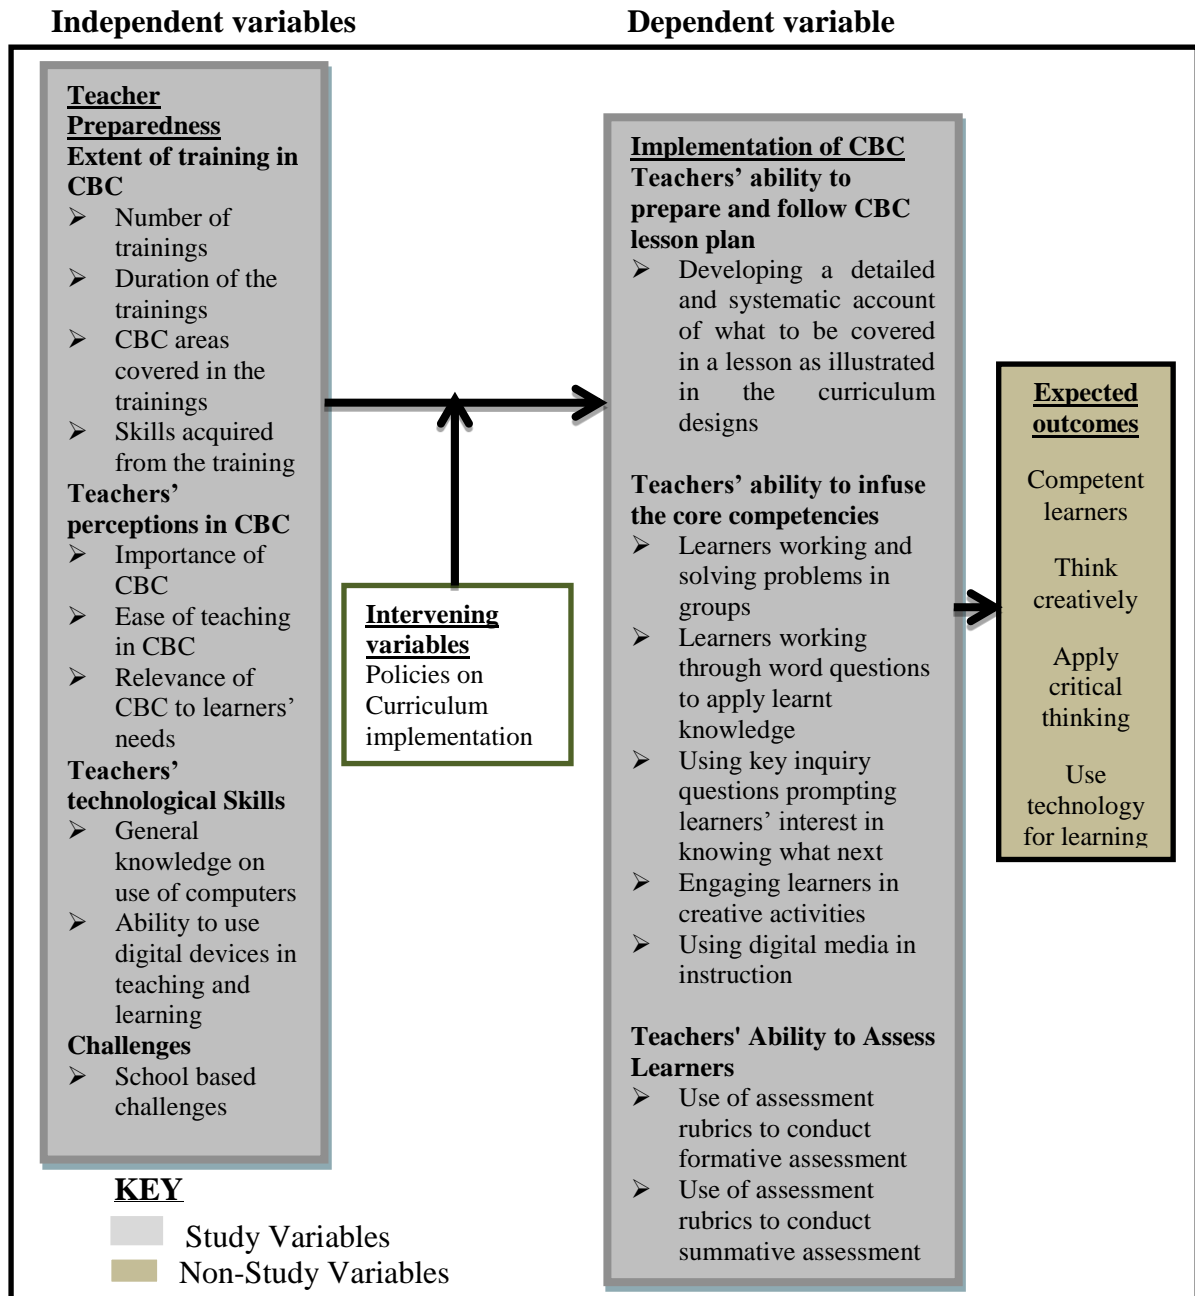 Independent variables
Dependent variable
Teacher
Preparedness
Extent of training in
CBC
➢ Number of
trainings
➢ Duration of the
trainings
➢ CBC areas
covered in the
trainings
➢ Skills acquired
from the training
Teachers’
perceptions in CBC
➢ Importance of
CBC
➢ Ease of teaching
in CBC
➢ Relevance of
CBC to learners’
needs
Teachers’
technological Skills
➢ General
knowledge on
use of computers
➢ Ability to use
digital devices in
teaching and
learning
Challenges
➢ School based
challenges
Intervening
variables
Policies on
Curriculum
implementation
Implementation of CBC
Teachers’ ability to
prepare and follow CBC
lesson plan
➢ Developing a detailed
and systematic account
of what to be covered
in a lesson as illustrated
in the curriculum
designs
Teachers’ ability to infuse
the core competencies
➢ Learners working and
solving problems in
groups
➢ Learners working
through word questions
to apply learnt
knowledge
➢ Using key inquiry
questions prompting
learners’ interest in
knowing what next
➢ Engaging learners in
creative activities
➢ Using digital media in
instruction
Teachers' Ability to Assess
Learners
➢ Use of assessment
rubrics to conduct
formative assessment
➢ Use of assessment
rubrics to conduct
summative assessment
Expected
outcomes
Competent
learners
Think
creatively
Apply
critical
thinking
Use
technology
for learning
KEY
Study Variables
Non-Study Variables